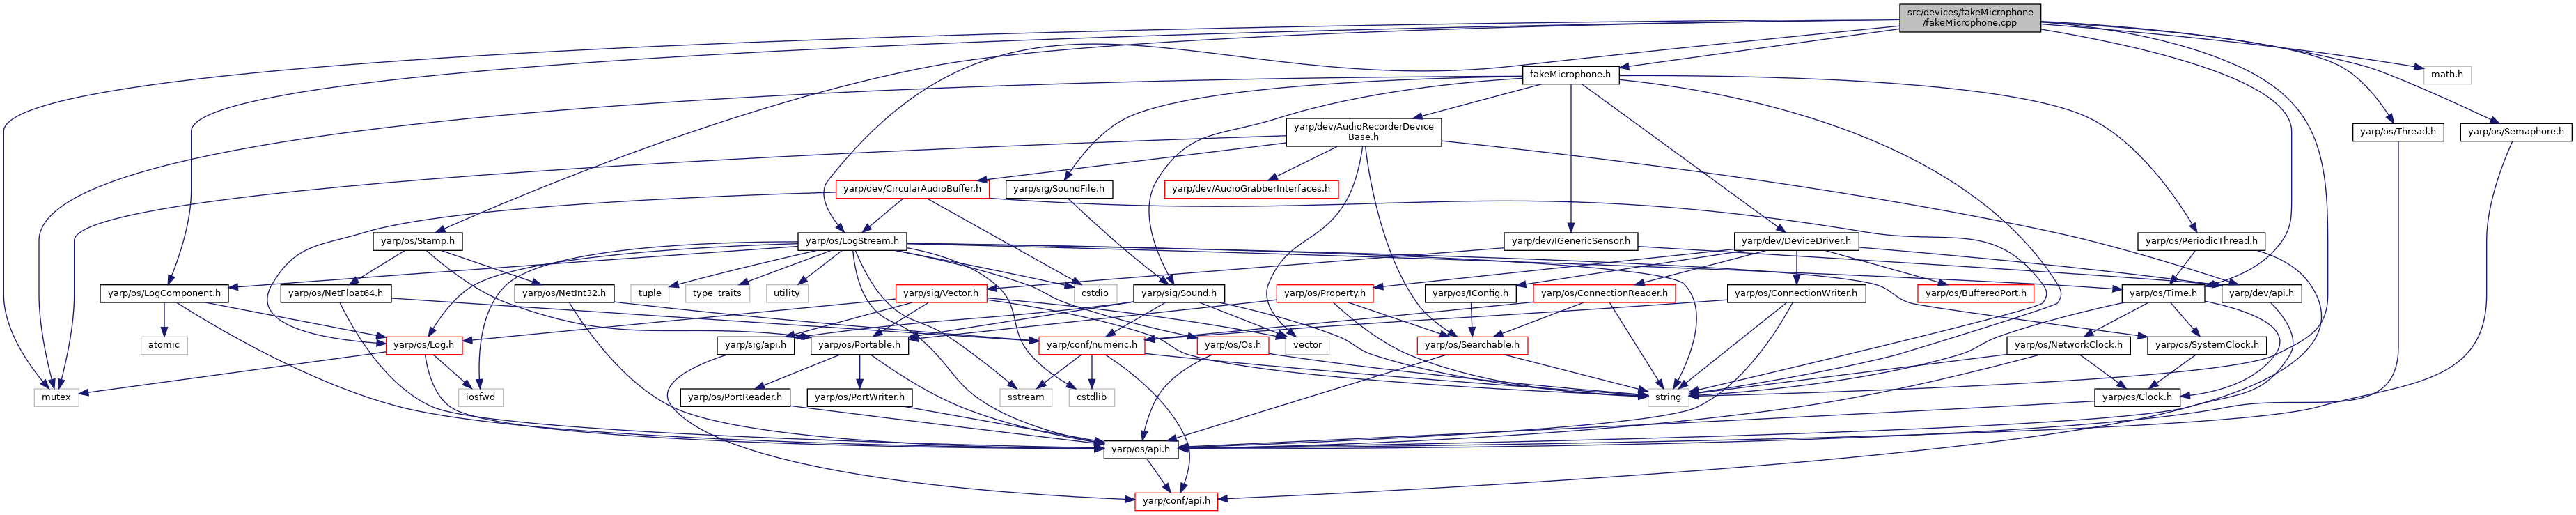 src/devices/fakeMicrophone
/fakeMicrophone.cpp
fakeMicrophone.h
math.h
yarp/dev/AudioRecorderDevice
Base.h
yarp/os/Thread.h
yarp/os/Semaphore.h
yarp/dev/CircularAudioBuffer.h
yarp/sig/SoundFile.h
yarp/dev/AudioGrabberInterfaces.h
yarp/os/Stamp.h
yarp/os/LogStream.h
yarp/dev/IGenericSensor.h
yarp/dev/DeviceDriver.h
yarp/os/PeriodicThread.h
yarp/os/LogComponent.h
yarp/os/NetFloat64.h
yarp/os/NetInt32.h
tuple
type_traits
utility
yarp/sig/Vector.h
cstdio
yarp/sig/Sound.h
yarp/os/Property.h
yarp/os/IConfig.h
yarp/os/ConnectionReader.h
yarp/os/ConnectionWriter.h
yarp/os/BufferedPort.h
yarp/os/Time.h
yarp/dev/api.h
atomic
yarp/os/Log.h
yarp/sig/api.h
yarp/os/Portable.h
yarp/conf/numeric.h
yarp/os/Os.h
vector
yarp/os/Searchable.h
yarp/os/NetworkClock.h
yarp/os/SystemClock.h
mutex
iosfwd
yarp/os/PortReader.h
yarp/os/PortWriter.h
sstream
cstdlib
string
yarp/os/Clock.h
yarp/os/api.h
yarp/conf/api.h